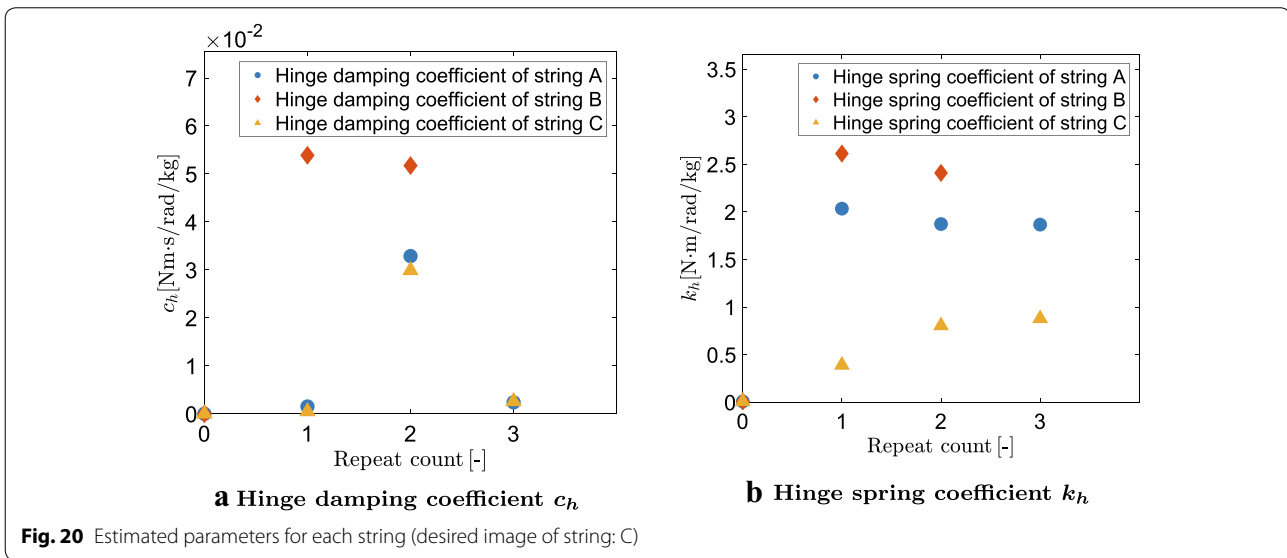 ×10⁻²
7
6
5
4
3
2
1
0
c_h[Nm·s/rad/kg]
Hinge damping coefficient of string A
Hinge damping coefficient of string B
Hinge damping coefficient of string C
0 1 2 3
Repeat count [-]
a Hinge damping coefficient c_h
3.5
3
2.5
2
1.5
1
0.5
0
k_h[N·m/rad/kg]
Hinge spring coefficient of string A
Hinge spring coefficient of string B
Hinge spring coefficient of string C
0 1 2 3
Repeat count [-]
b Hinge spring coefficient k_h
Fig. 20 Estimated parameters for each string (desired image of string: C)